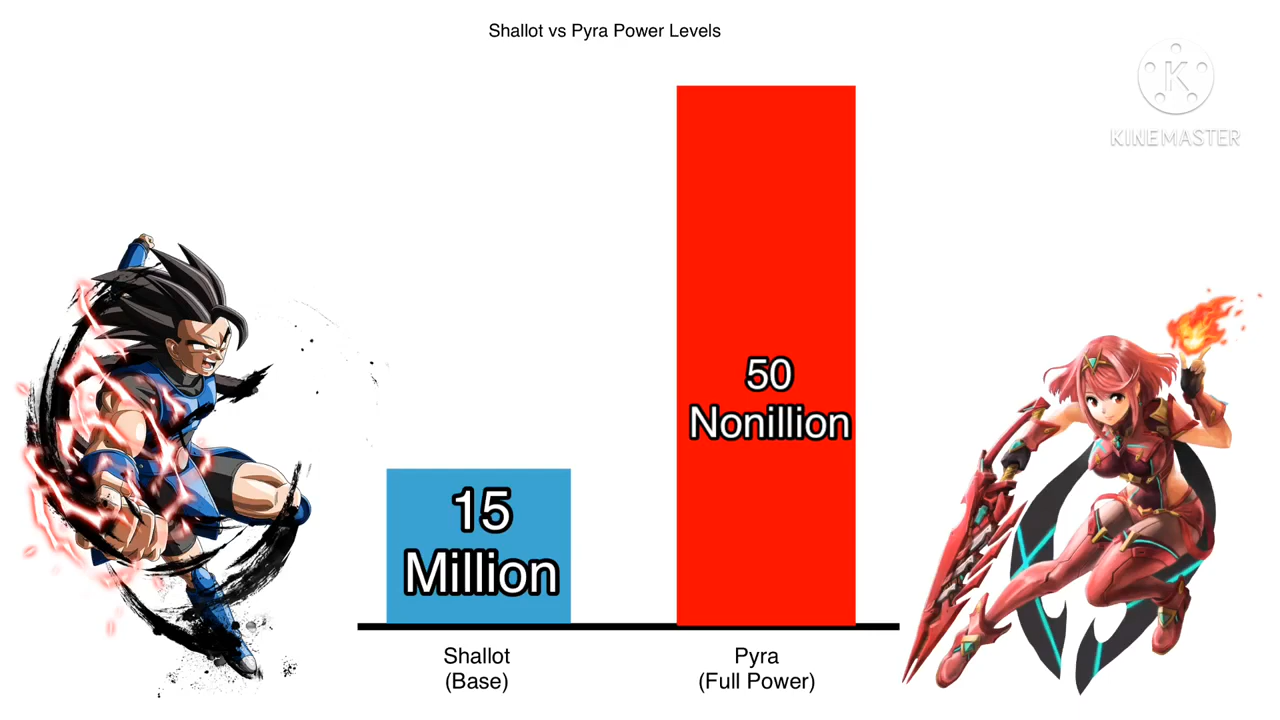 Shallot vs Pyra Power Levels
K
KINEMASTER
50
Nonillion
15
Million
Shallot
(Base)
Pyra
(Full Power)